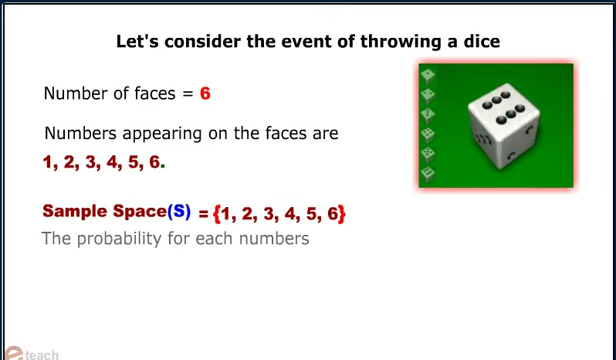 Let's consider the event of throwing a dice
Number of faces = 6
Numbers appearing on the faces are
1, 2, 3, 4, 5, 6.
Sample Space(S) = {1, 2, 3, 4, 5, 6}
The probability for each numbers
e teach